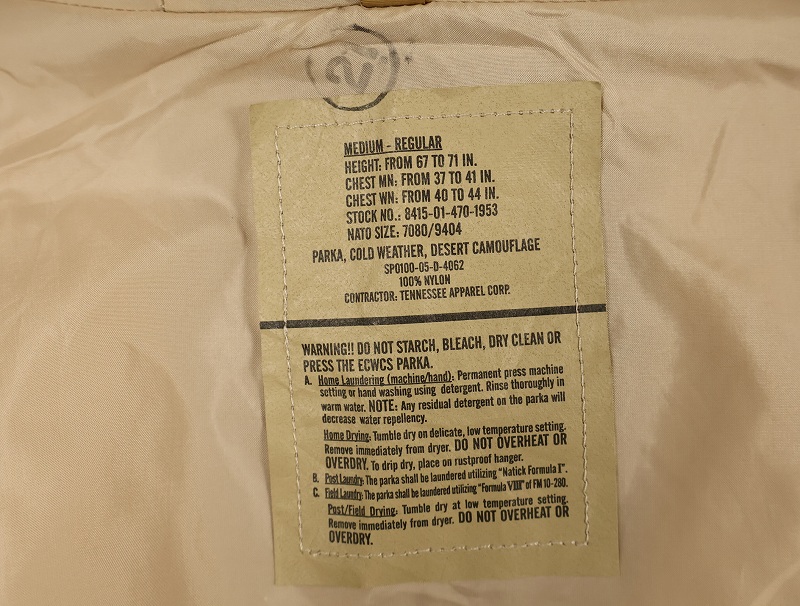 MEDIUM - REGULAR
HEIGHT: FROM 67 TO 71 IN.
CHEST MN: FROM 37 TO 41 IN.
CHEST WN: FROM 40 TO 44 IN.
STOCK NO.: 8415-01-470-1953
NATO SIZE: 7080/9404
PARKA, COLD WEATHER, DESERT CAMOUFLAGE
SPO100-05-D-4062
100% NYLON
CONTRACTOR: TENNESSEE APPAREL CORP.
WARNING!! DO NOT STARCH, BLEACH, DRY CLEAN OR
PRESS THE ECWCS PARKA.
A. Home Laundering (machine/hand): Permanent press machine
setting or hand washing using detergent. Rinse thoroughly in
warm water. NOTE: Any residual detergent on the parka will
decrease water repellency.
Home Drying: Tumble dry on delicate, low temperature setting.
Remove immediately from dryer. DO NOT OVERHEAT OR
OVERDRY. To drip dry, place on rustproof hanger.
B. Post Laundry: The parka shall be laundered utilizing "Natick Formula I".
C. Field Laundry: The parka shall be laundered utilizing "Formula VIII" of FM 10-280.
Post/Field Drying: Tumble dry at low temperature setting.
Remove immediately from dryer. DO NOT OVERHEAT OR
OVERDRY.